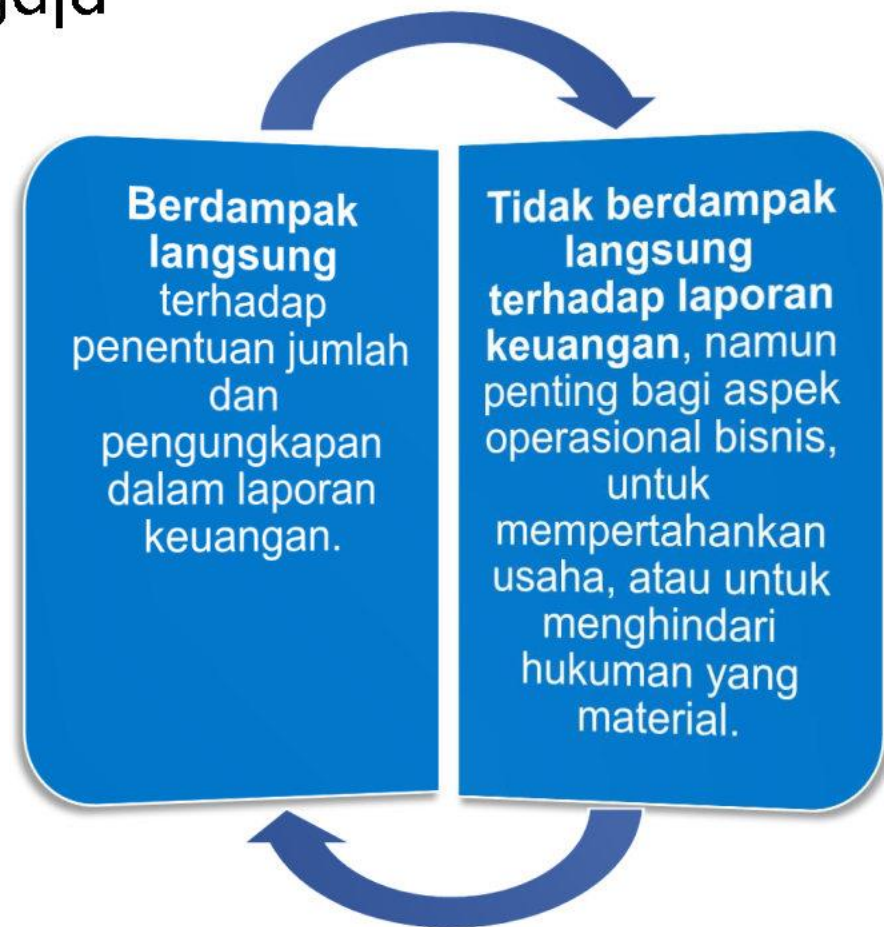 Berdampak
langsung
terhadap
penentuan jumlah
dan
pengungkapan
dalam laporan
keuangan.
Tidak berdampak
langsung
terhadap laporan
keuangan, namun
penting bagi aspek
operasional bisnis,
untuk
mempertahankan
usaha, atau untuk
menghindari
hukuman yang
material.